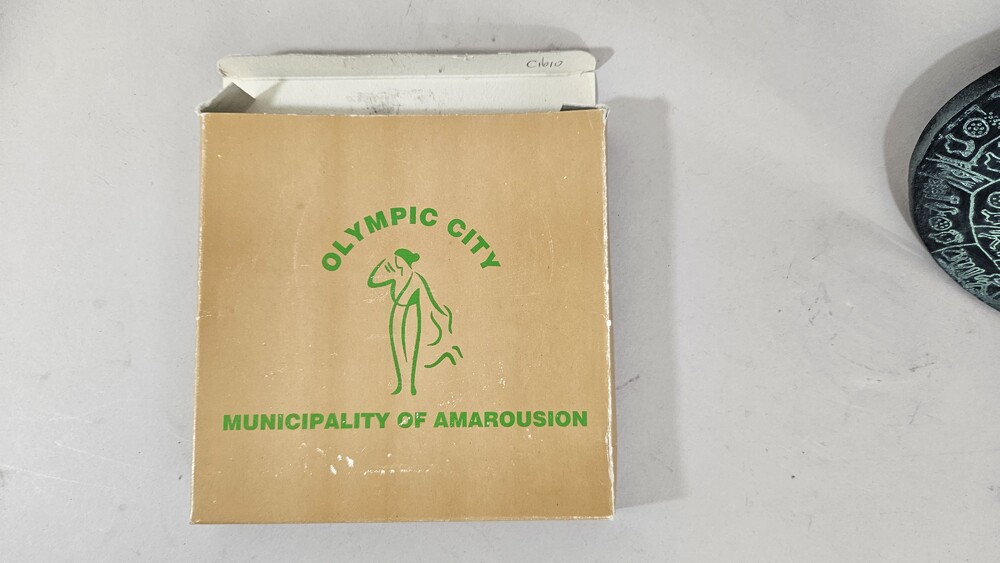 OLYMPIC CITY
MUNICIPALITY OF AMAROUSION